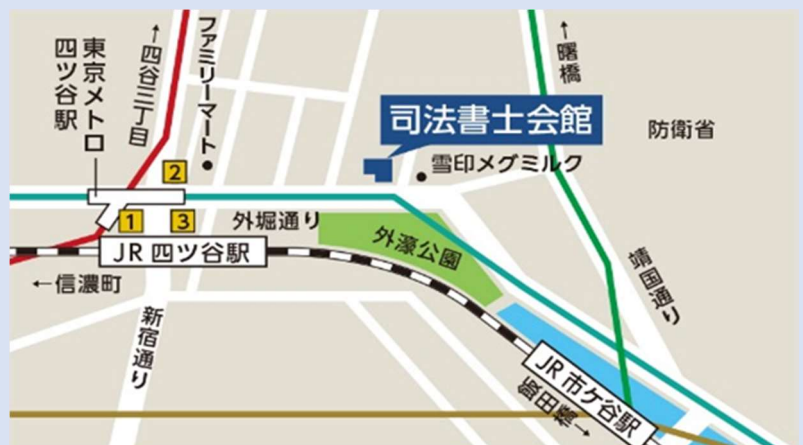 東京メトロ
四ツ谷駅
←四谷三丁目
ファミリーマート
←曙橋
司法書士会館
防衛省
雪印メグミルク
2
1
3
外堀通り
外濠公園
JR 四ツ谷駅
←信濃町
靖国通り
新宿通り
JR 市ケ谷駅
飯田橋→